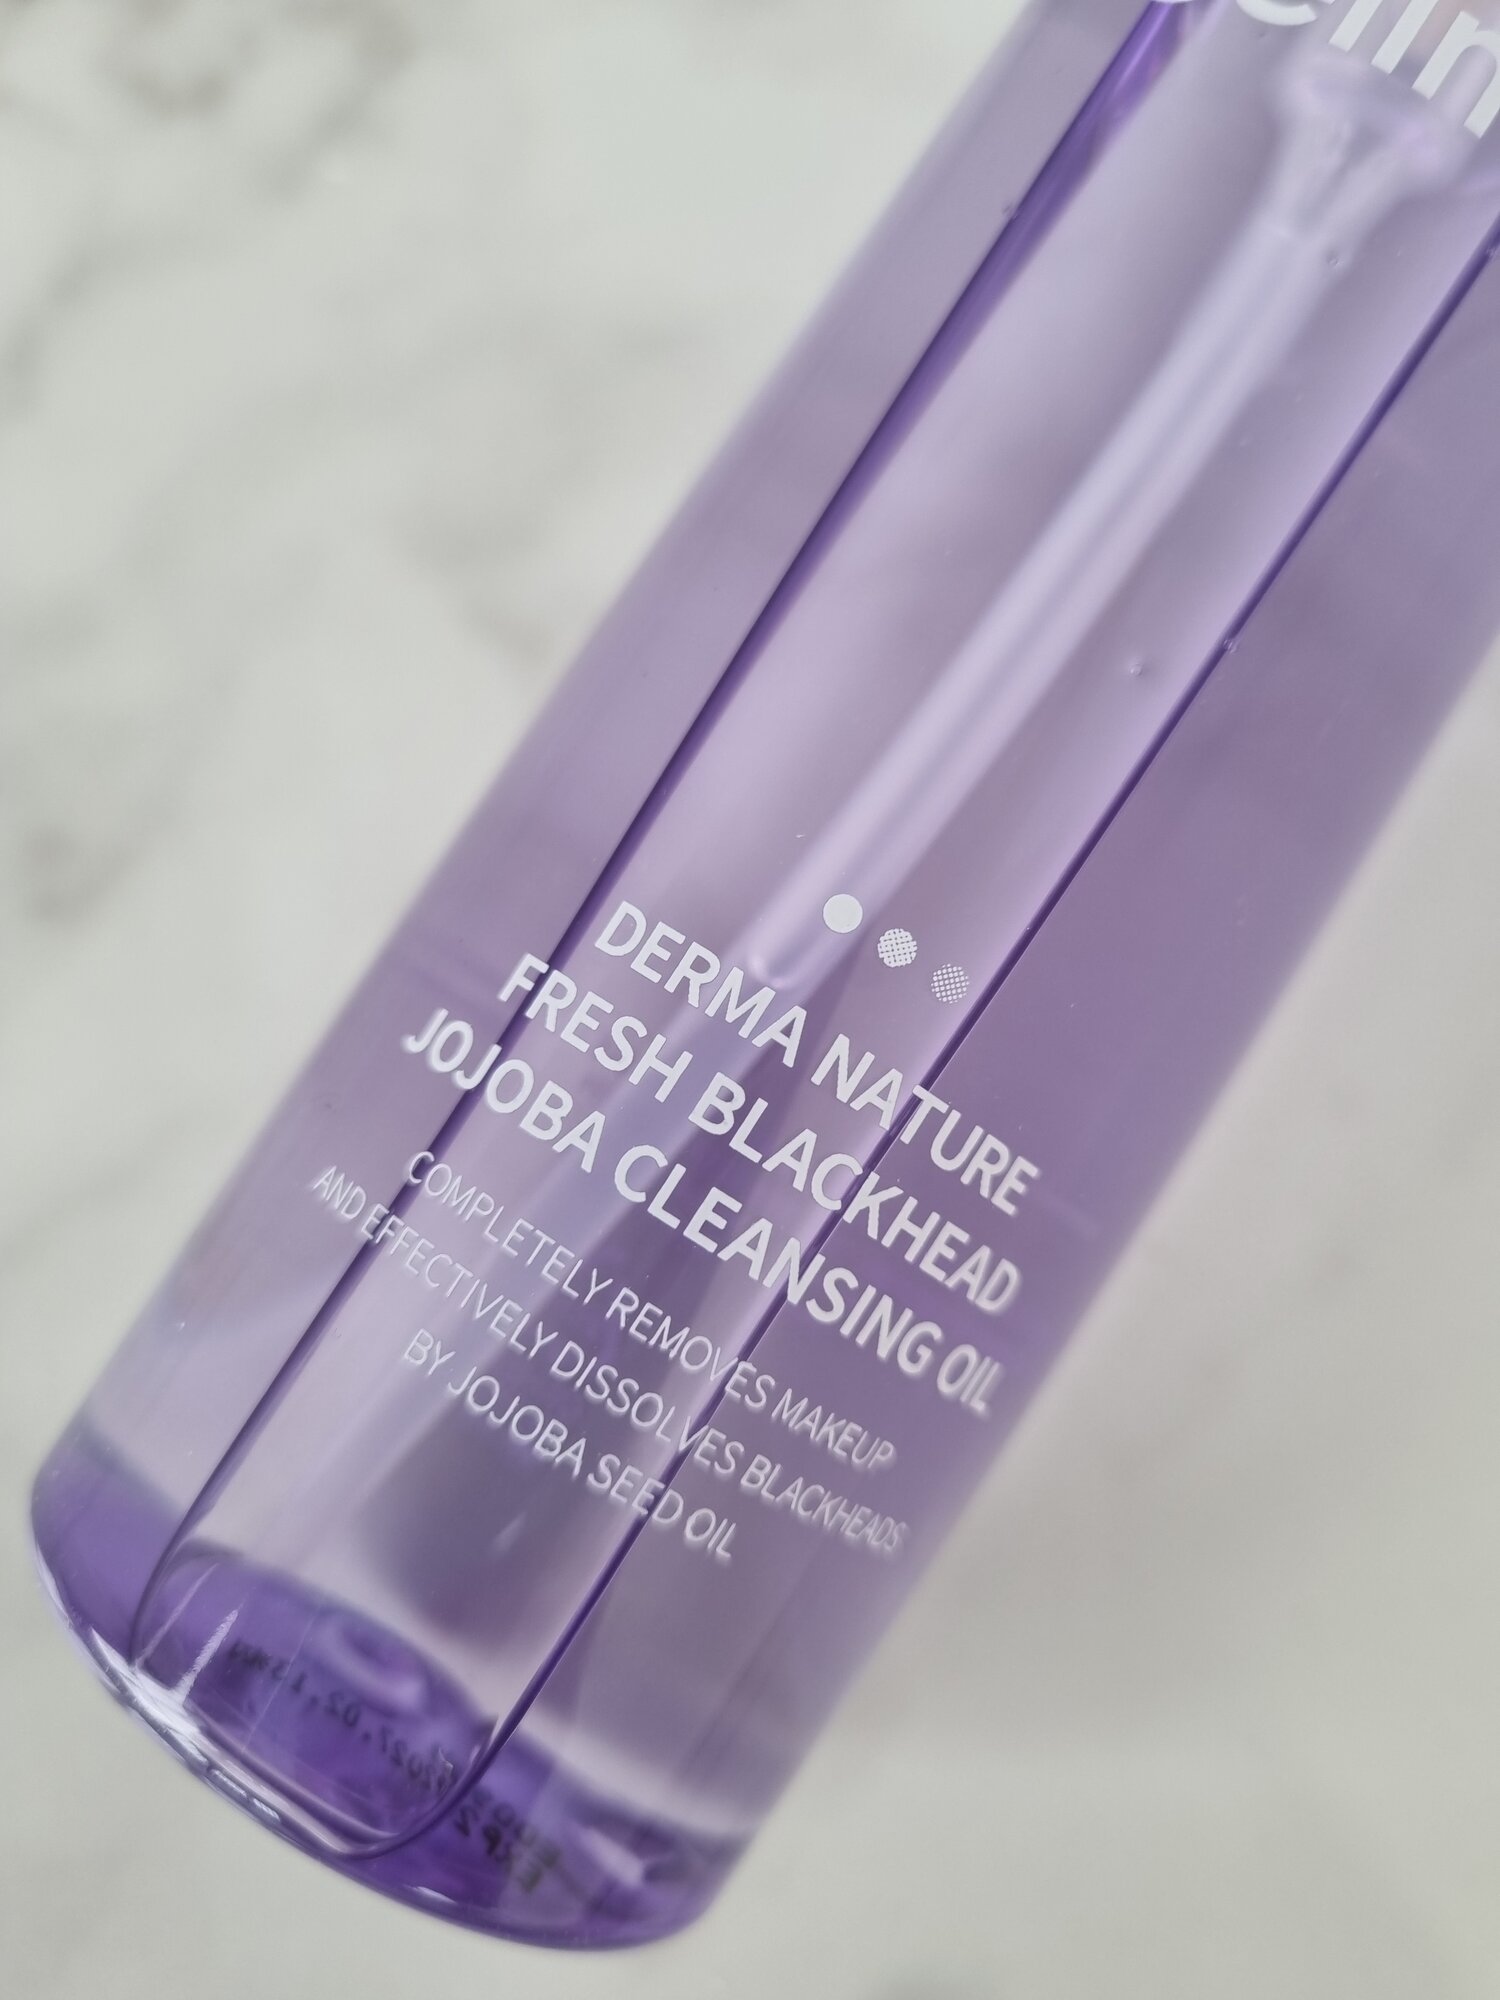 DERMA NATURE
FRESH BLACKHEAD
JOJOBA CLEANSING OIL
COMPLETELY REMOVES MAKEUP
AND EFFECTIVELY DISSOLVES BLACKHEADS
BY JOJOBA SEED OIL